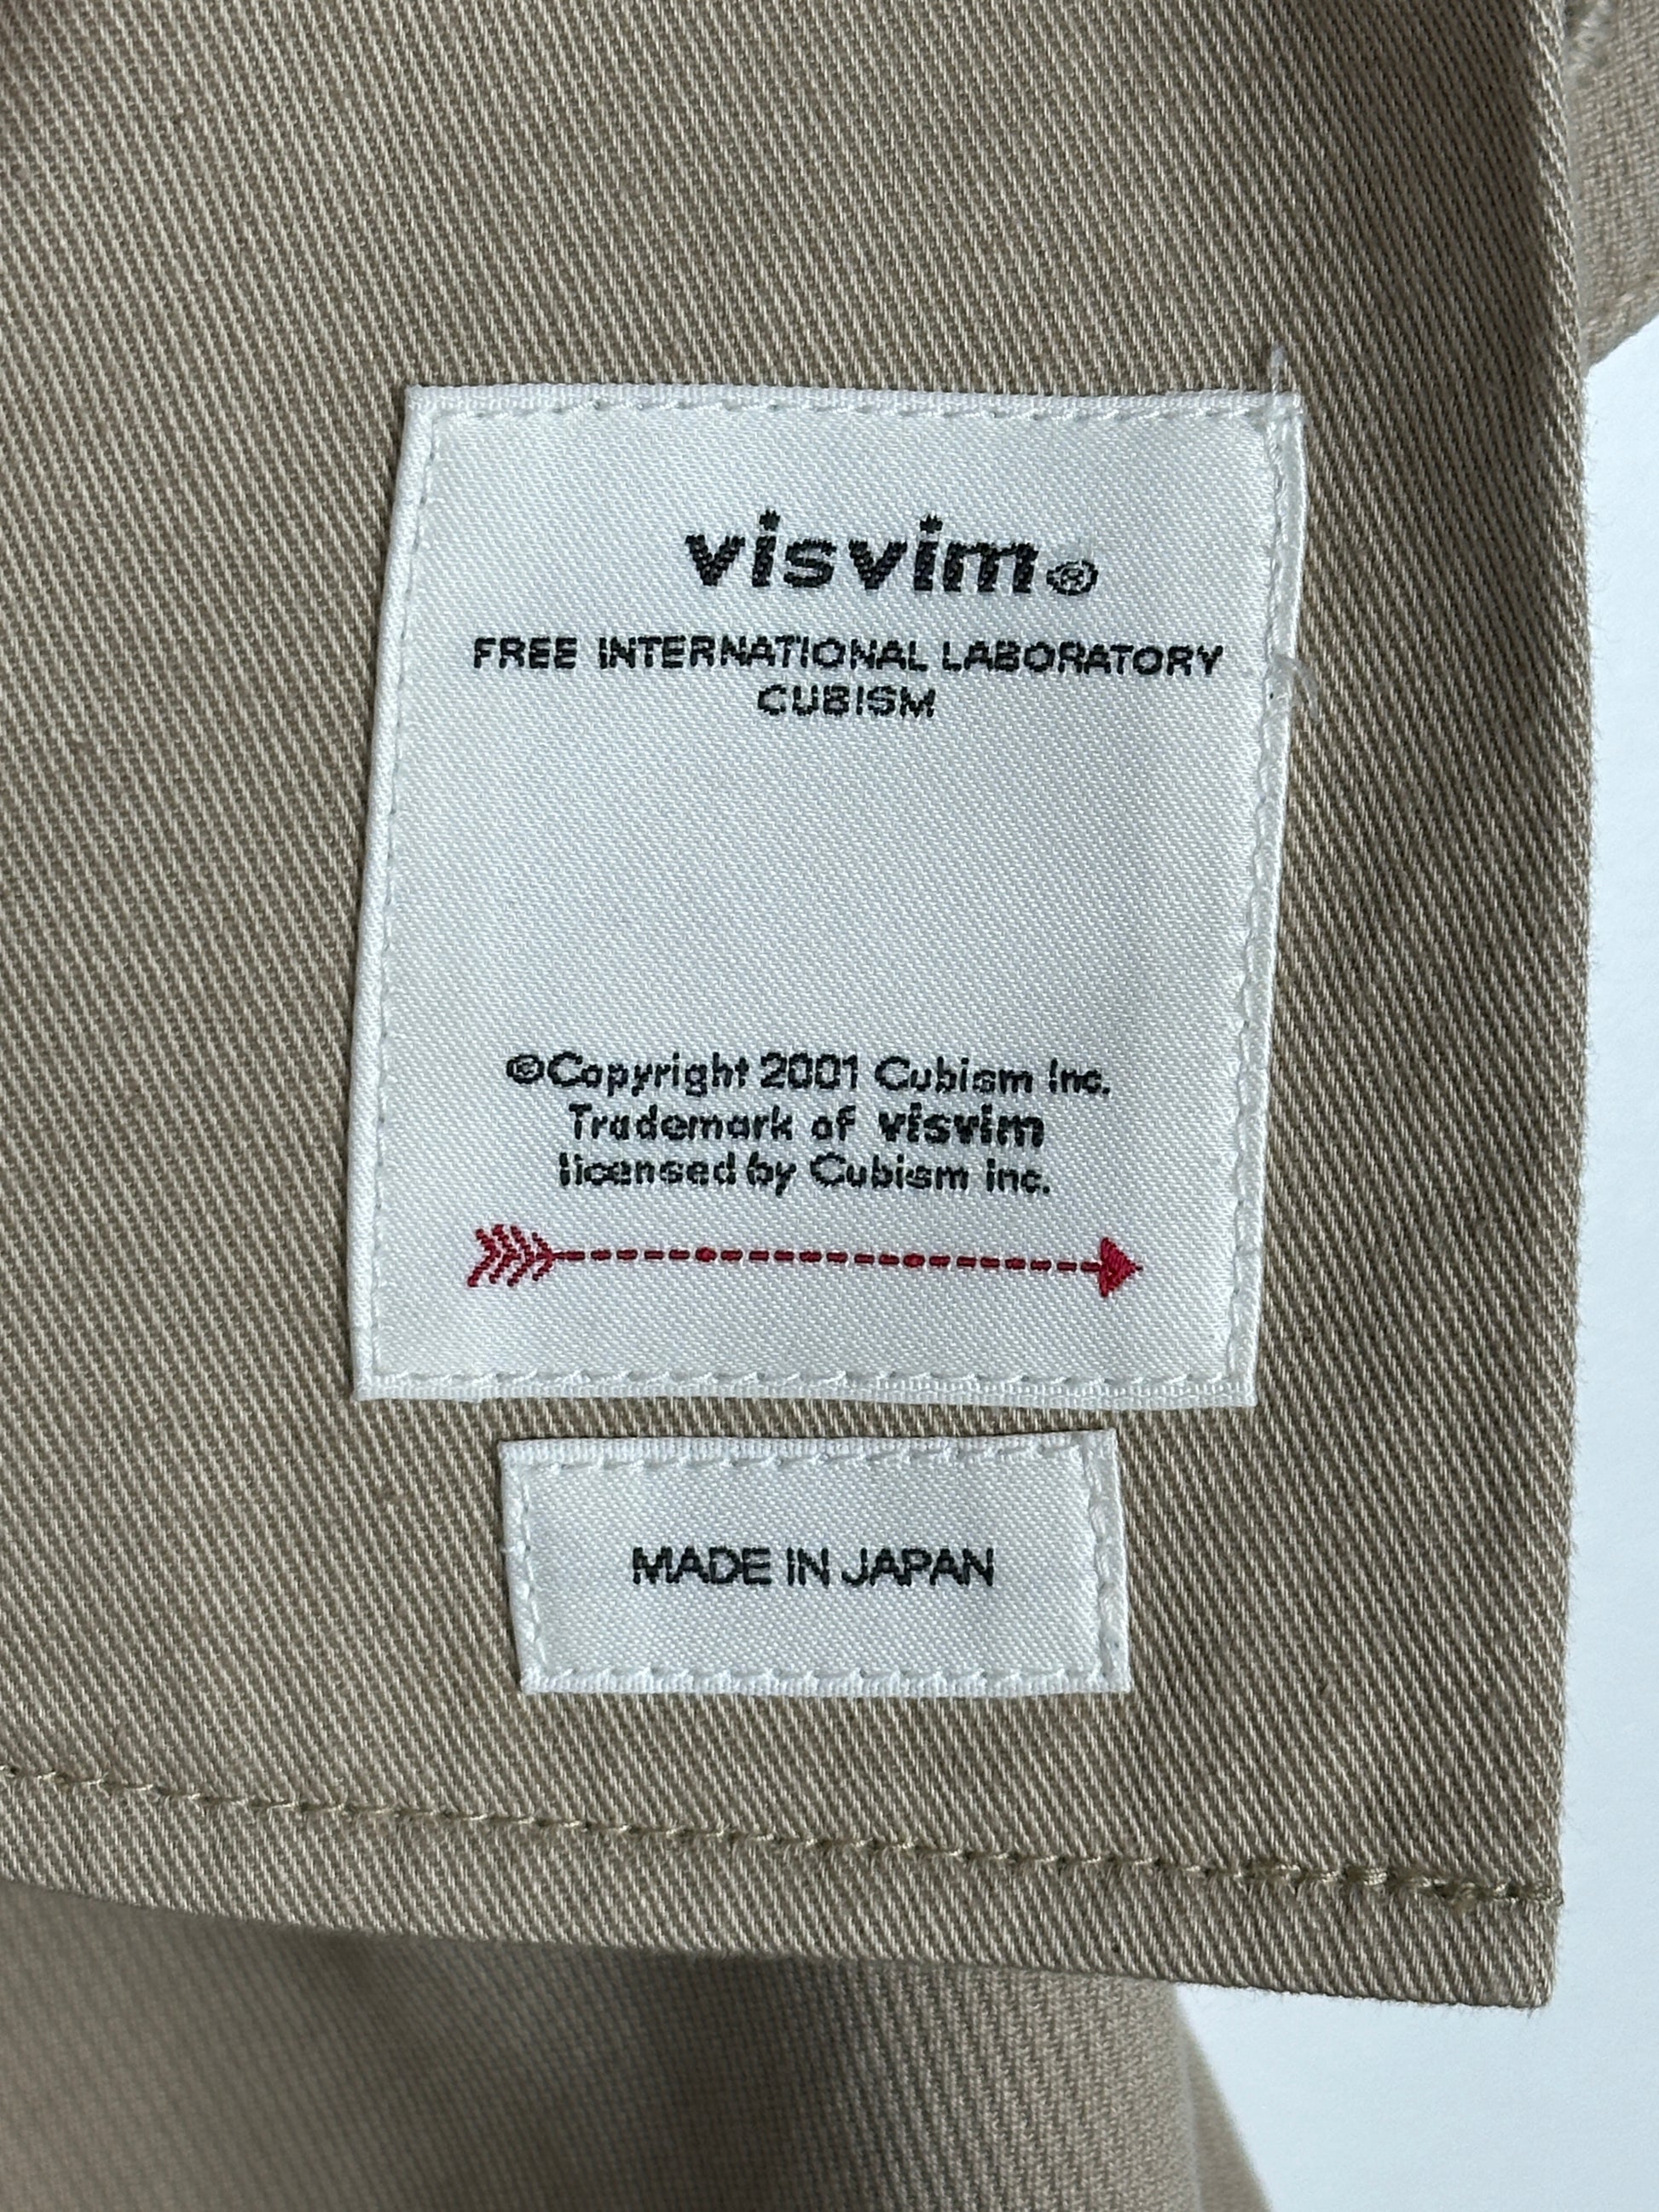 visvim®
FREE INTERNATIONAL LABORATORY
CUBISM
©Copyright 2001 Cubism Inc.
Trademark of visvim
licensed by Cubism inc.
MADE IN JAPAN